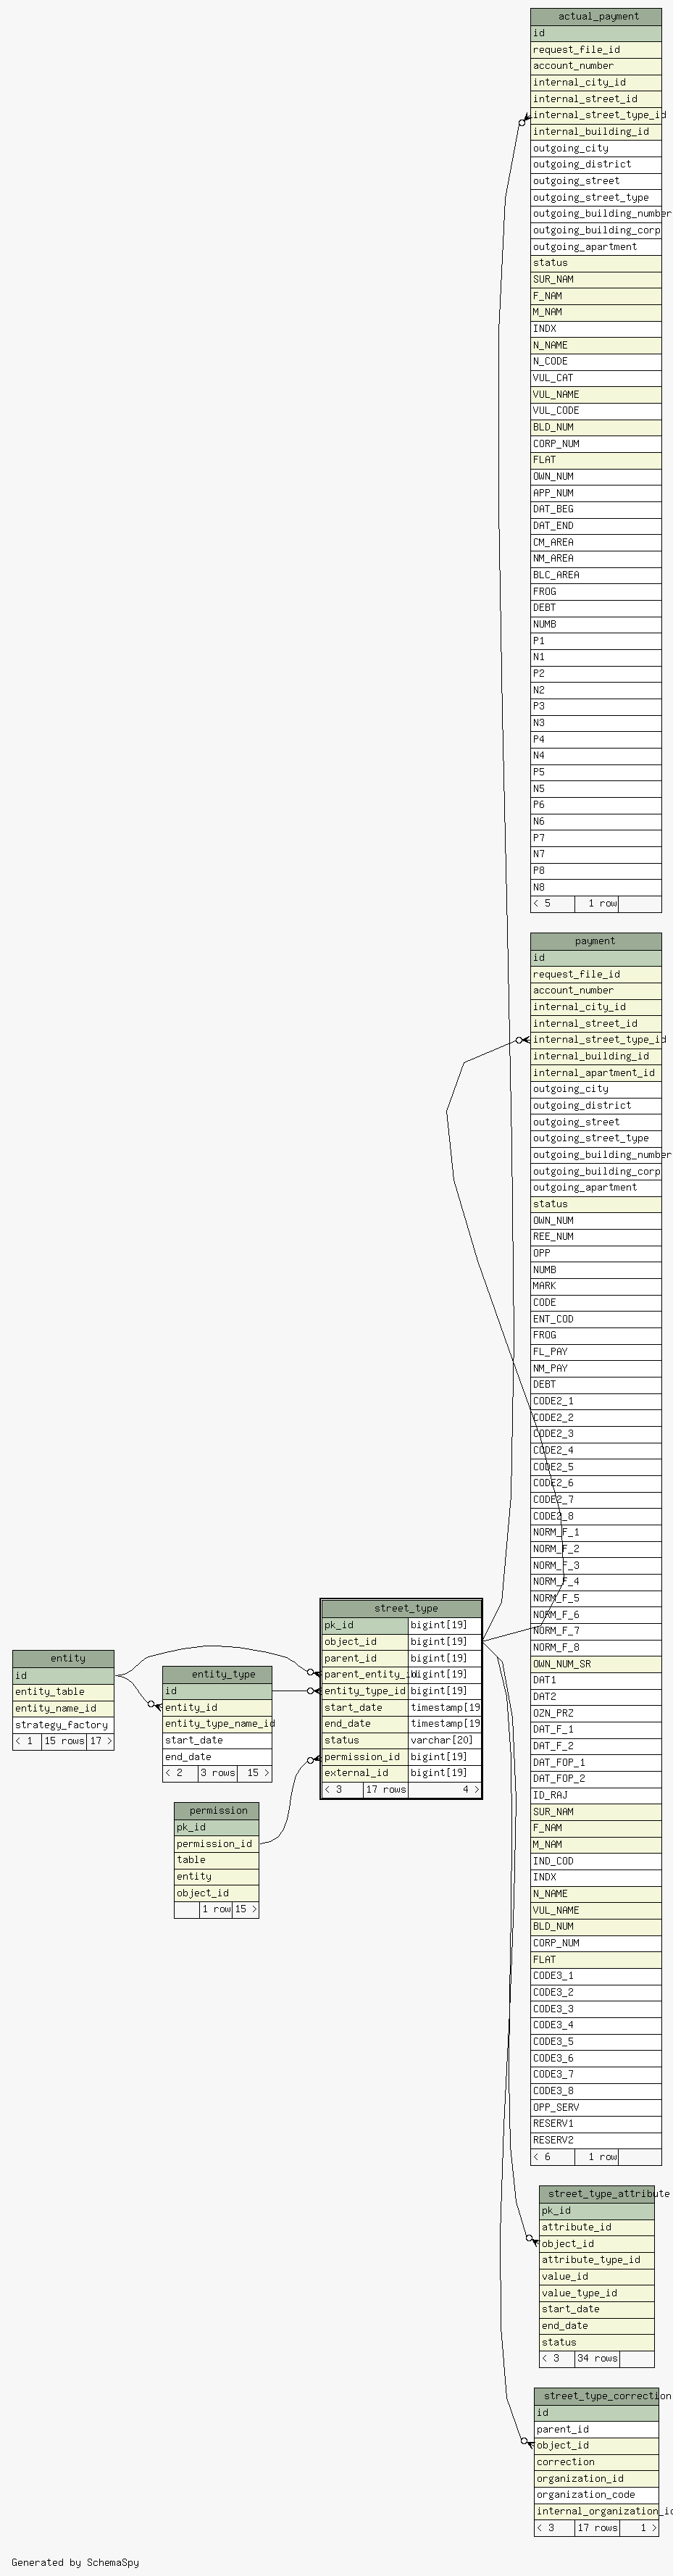 actual_payment
id
request_file_id
account_number
internal_city_id
internal_street_id
internal_street_type_id
internal_building_id
outgoing_city
outgoing_district
outgoing_street
outgoing_street_type
outgoing_building_number
outgoing_building_corp
outgoing_apartment
status
SUR_NAM
F_NAM
M_NAM
INDX
N_NAME
N_CODE
VUL_CAT
VUL_NAME
VUL_CODE
BLD_NUM
CORP_NUM
FLAT
OWN_NUM
APP_NUM
DAT_BEG
DAT_END
CM_AREA
NM_AREA
BLC_AREA
FROG
DEBT
NUMB
P1
N1
P2
N2
P3
N3
P4
N4
P5
N5
P6
N6
P7
N7
P8
N8
< 5 1 row
payment
id
request_file_id
account_number
internal_city_id
internal_street_id
internal_street_type_id
internal_building_id
internal_apartment_id
outgoing_city
outgoing_district
outgoing_street
outgoing_street_type
outgoing_building_number
outgoing_building_corp
outgoing_apartment
status
OWN_NUM
REE_NUM
OPP
NUMB
MARK
CODE
ENT_COD
FROG
FL_PAY
NM_PAY
DEBT
CODE2_1
CODE2_2
CODE2_3
CODE2_4
CODE2_5
CODE2_6
CODE2_7
CODE2_8
NORM_F_1
NORM_F_2
NORM_F_3
NORM_F_4
NORM_F_5
NORM_F_6
NORM_F_7
NORM_F_8
OWN_NUM_SR
DAT1
DAT2
OZN_PRZ
DAT_F_1
DAT_F_2
DAT_FOP_1
DAT_FOP_2
ID_RAJ
SUR_NAM
F_NAM
M_NAM
IND_COD
INDX
N_NAME
VUL_NAME
BLD_NUM
CORP_NUM
FLAT
CODE3_1
CODE3_2
CODE3_3
CODE3_4
CODE3_5
CODE3_6
CODE3_7
CODE3_8
OPP_SERV
RESERV1
RESERV2
< 6 1 row
street_type
pk_id bigint[19]
object_id bigint[19]
parent_id bigint[19]
parent_entity_id bigint[19]
entity_type_id bigint[19]
start_date timestamp[19
end_date timestamp[19
status varchar[20]
permission_id bigint[19]
external_id bigint[19]
< 3 17 rows 4 >
entity
id
entity_table
entity_name_id
strategy_factory
< 1 15 rows 17 >
entity_type
id
entity_id
entity_type_name_id
start_date
end_date
< 2 3 rows 15 >
permission
pk_id
permission_id
table
entity
object_id
1 row 15 >
street_type_attribute
pk_id
attribute_id
object_id
attribute_type_id
value_id
value_type_id
start_date
end_date
status
< 3 34 rows
street_type_correction
id
parent_id
object_id
correction
organization_id
organization_code
internal_organization_id
< 3 17 rows 1 >
Generated by SchemaSpy